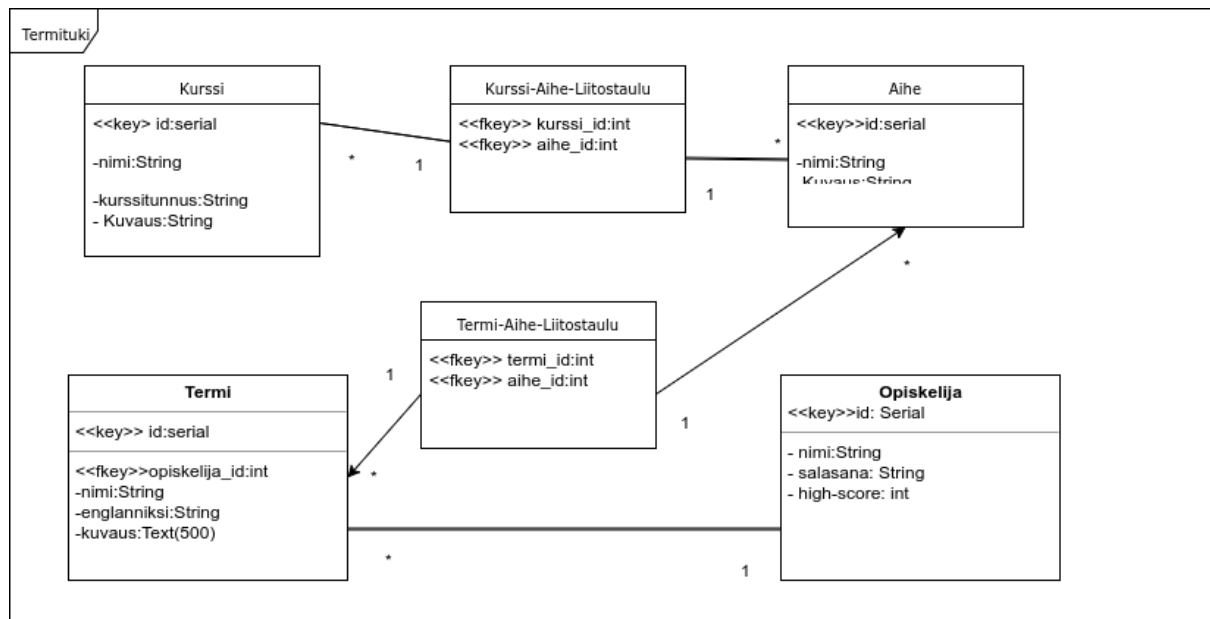 Termituki
Kurssi
<<key> id:serial
-nimi:String
-kurssitunnus:String
- Kuvaus:String
*
1
Kurssi-Aihe-Liitostaulu
<<fkey>> kurssi_id:int
<<fkey>> aihe_id:int
1
*
Aihe
<<key>>id:serial
-nimi:String
Kuvaus:String
*
Termi-Aihe-Liitostaulu
<<fkey>> termi_id:int
<<fkey>> aihe_id:int
1
1
*
Termi
<<key>> id:serial
<<fkey>>opiskelija_id:int
-nimi:String
-englanniksi:String
-kuvaus:Text(500)
*
1
Opiskelija
<<key>>id: Serial
- nimi:String
- salasana: String
- high-score: int